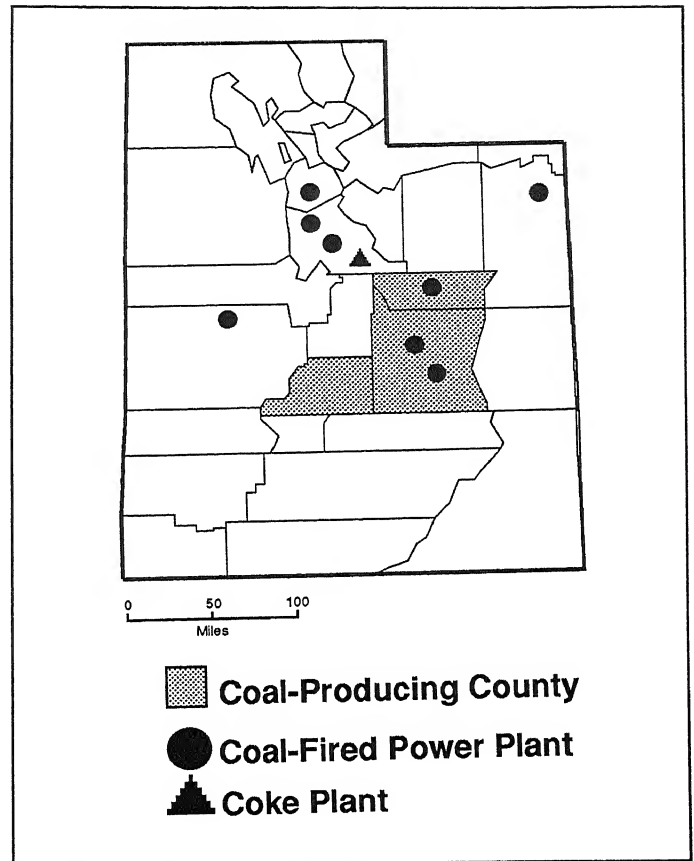 0 50 100
Miles
Coal-Producing County
Coal-Fired Power Plant
Coke Plant